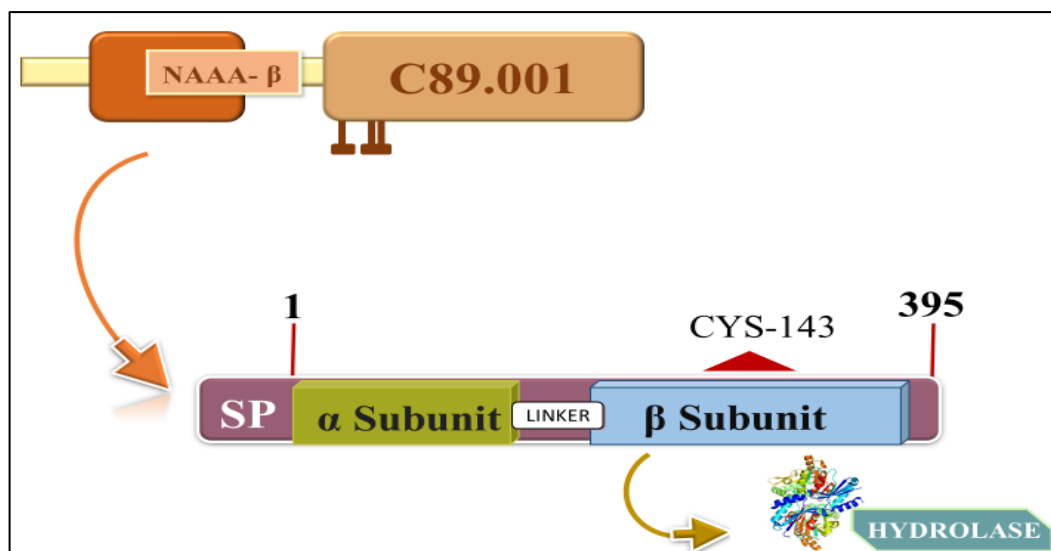 NAAA- β
C89.001
1
CYS-143
395
SP
α Subunit
LINKER
β Subunit
HYDROLASE